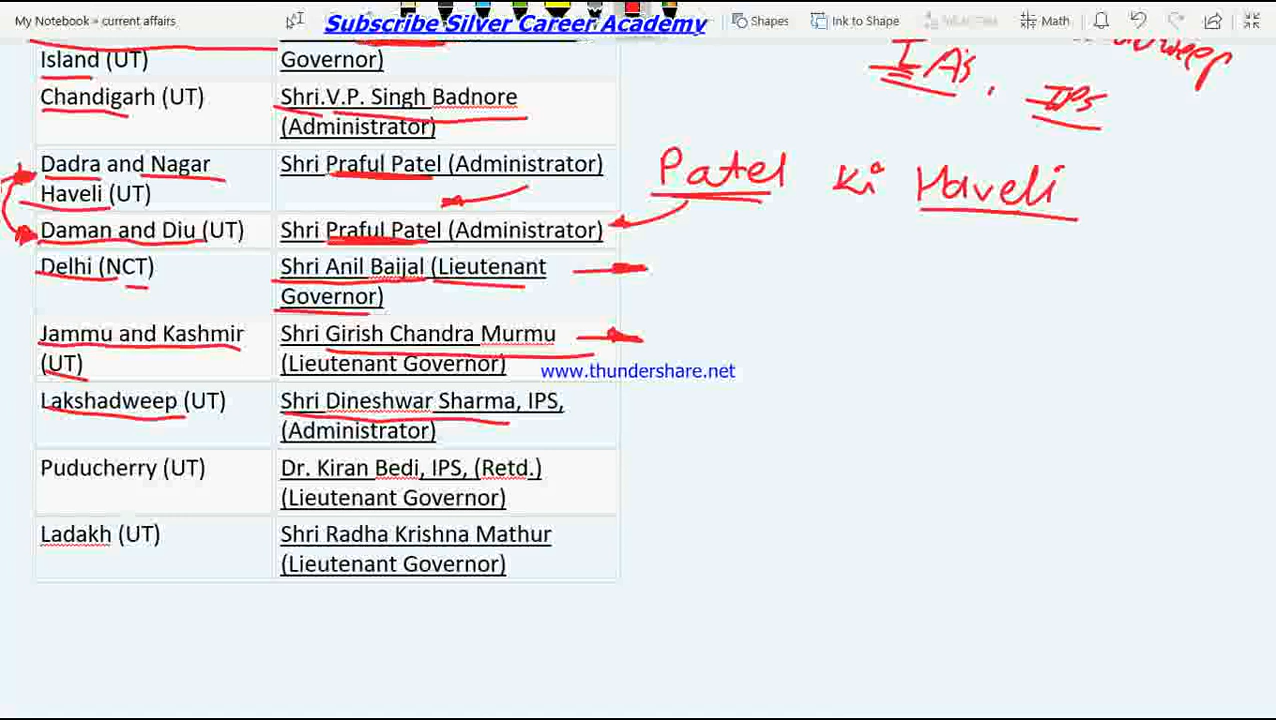 My Notebook » current affairs
Subscribe Silver Career Academy
Shapes
Ink to Shape
Ink to Text
Math
Island (UT)
Governor)
Chandigarh (UT)
Shri.V.P. Singh Badnore
(Administrator)
IAS, IPS
Dadra and Nagar
Haveli (UT)
Shri Praful Patel (Administrator)
Patel Ki Haveli
Daman and Diu (UT)
Shri Praful Patel (Administrator)
Delhi (NCT)
Shri Anil Baijal (Lieutenant
Governor)
Jammu and Kashmir
(UT)
Shri Girish Chandra Murmu
(Lieutenant Governor)
www.thundershare.net
Lakshadweep (UT)
Shri Dineshwar Sharma, IPS,
(Administrator)
Puducherry (UT)
Dr. Kiran Bedi, IPS, (Retd.)
(Lieutenant Governor)
Ladakh (UT)
Shri Radha Krishna Mathur
(Lieutenant Governor)